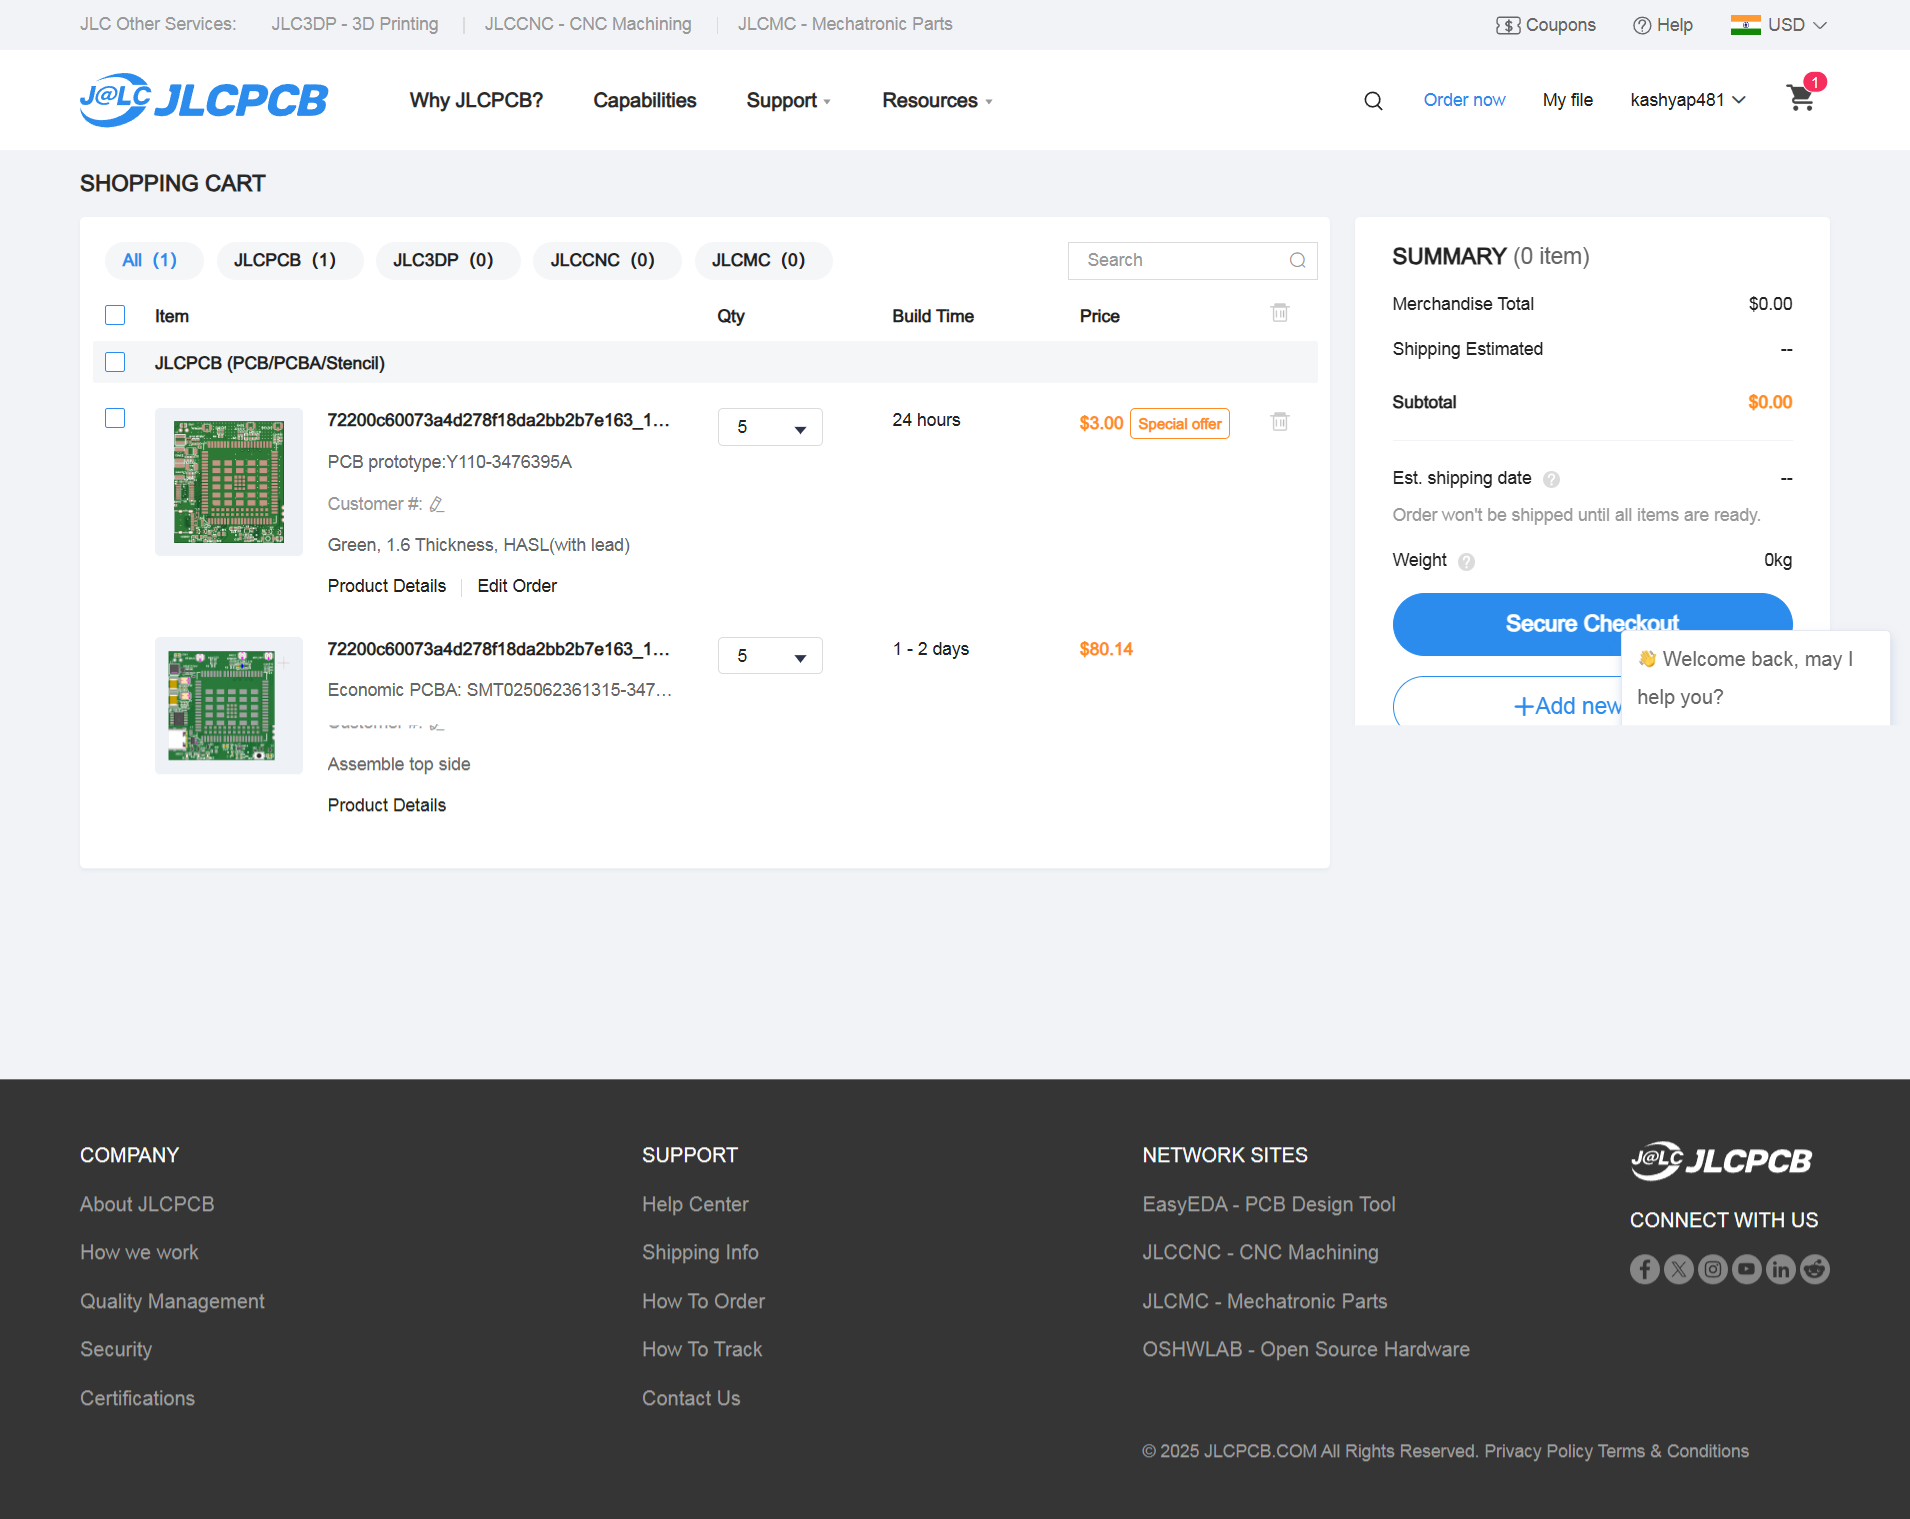 JLC Other Services: JLC3DP - 3D Printing JLCCNC - CNC Machining JLCMC - Mechatronic Parts Coupons Help USD
J@LC JLCPCB Why JLCPCB? Capabilities Support Resources Order now My file kashyap481 1
SHOPPING CART
All (1) JLCPCB (1) JLC3DP (0) JLCCNC (0) JLCMC (0) Search
Item Qty Build Time Price
JLCPCB (PCB/PCBA/Stencil)
72200c60073a4d278f18da2bb2b7e163_1... 5 24 hours $3.00 Special offer
PCB prototype:Y110-3476395A
Customer #:
Green, 1.6 Thickness, HASL(with lead)
Product Details Edit Order
72200c60073a4d278f18da2bb2b7e163_1... 5 1 - 2 days $80.14
Economic PCBA: SMT025062361315-347...
Customer #:
Assemble top side
Product Details
SUMMARY (0 item)
Merchandise Total $0.00
Shipping Estimated --
Subtotal $0.00
Est. shipping date ? --
Order won't be shipped until all items are ready.
Weight ? 0kg
Secure Checkout
+Add new
👋 Welcome back, may I
help you?
COMPANY
About JLCPCB
How we work
Quality Management
Security
Certifications
SUPPORT
Help Center
Shipping Info
How To Order
How To Track
Contact Us
NETWORK SITES
EasyEDA - PCB Design Tool
JLCCNC - CNC Machining
JLCMC - Mechatronic Parts
OSHWLAB - Open Source Hardware
J@LC JLCPCB
CONNECT WITH US
© 2025 JLCPCB.COM All Rights Reserved. Privacy Policy Terms & Conditions